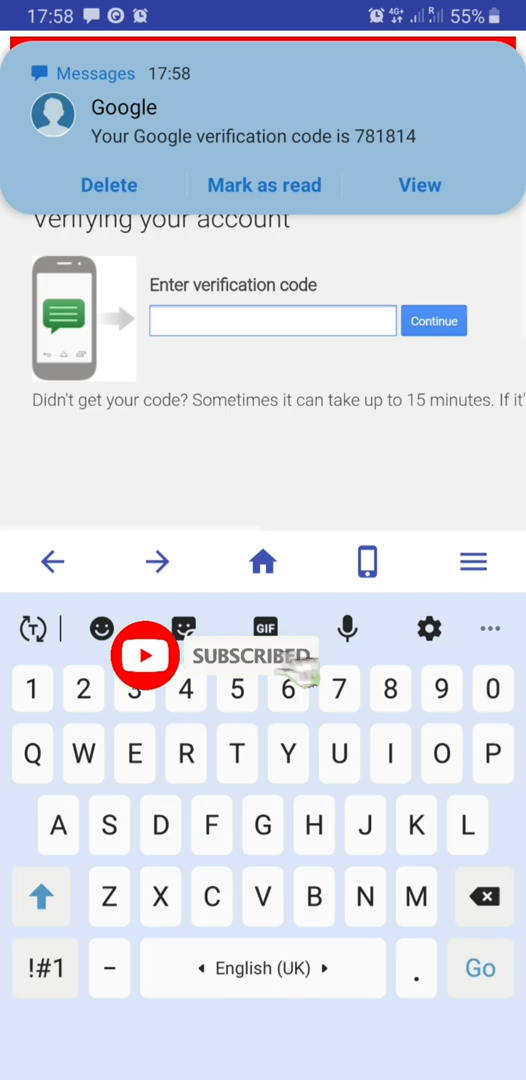 17:58 4G+ R 55%
Messages 17:58
Google
Your Google verification code is 781814
Delete Mark as read View
Verifying your account
Enter verification code
Continue
Didn't get your code? Sometimes it can take up to 15 minutes. If it'
T GIF
SUBSCRIBED
1 2 3 4 5 6 7 8 9 0
Q W E R T Y U I O P
A S D F G H J K L
Z X C V B N M
!#1 - English (UK) . Go